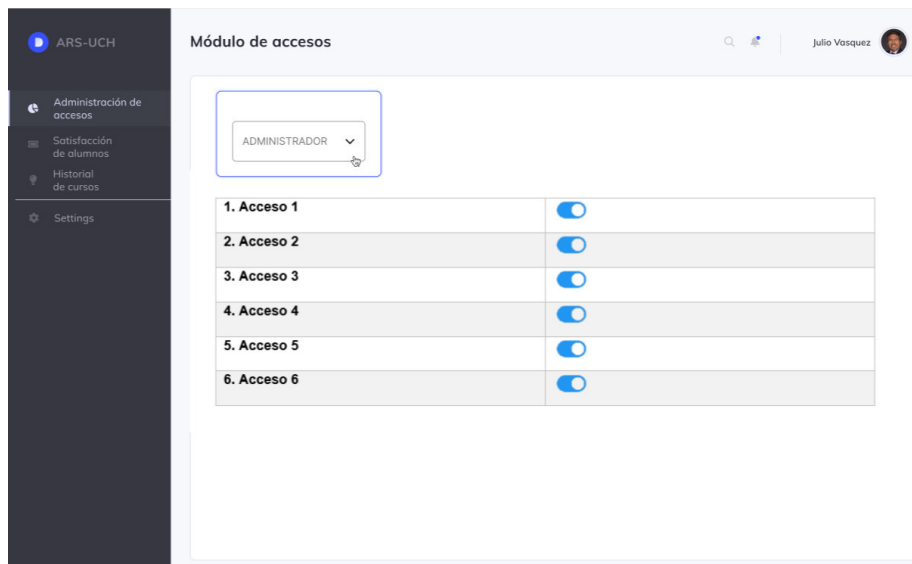 D ARS-UCH
Módulo de accesos
Julio Vasquez
Administración de
accesos
Satisfacción
de alumnos
Historial
de cursos
Settings
ADMINISTRADOR
1. Acceso 1
2. Acceso 2
3. Acceso 3
4. Acceso 4
5. Acceso 5
6. Acceso 6